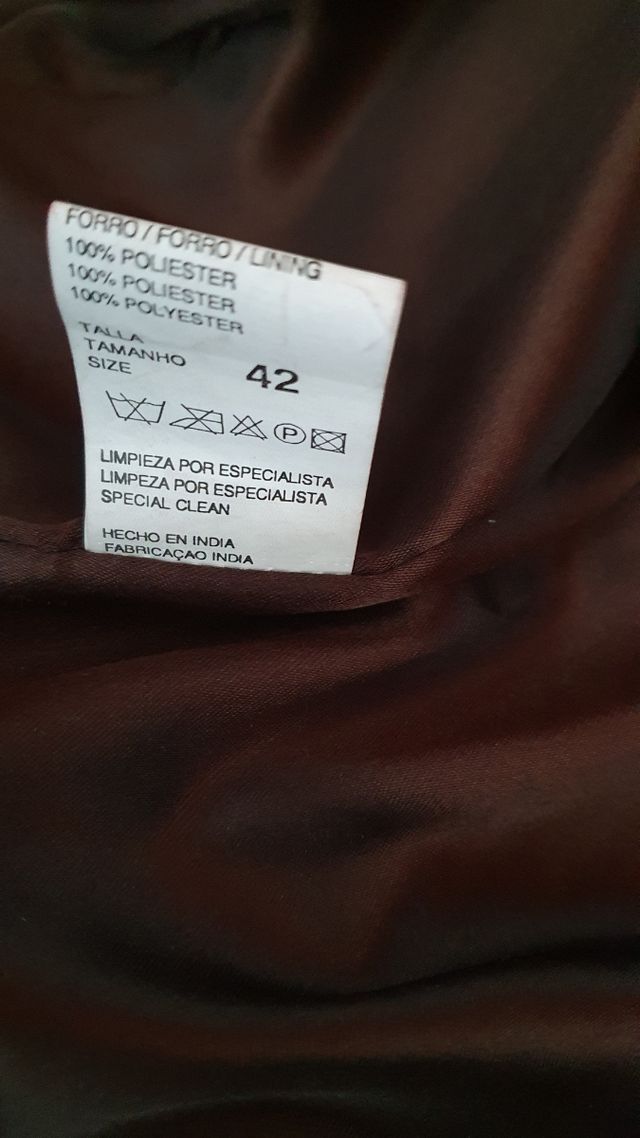 FORRO / FORRO / LINING
100% POLIESTER
100% POLIESTER
100% POLYESTER
TALLA
TAMANHO
SIZE 42
P
LIMPIEZA POR ESPECIALISTA
LIMPEZA POR ESPECIALISTA
SPECIAL CLEAN
HECHO EN INDIA
FABRICAÇAO INDIA